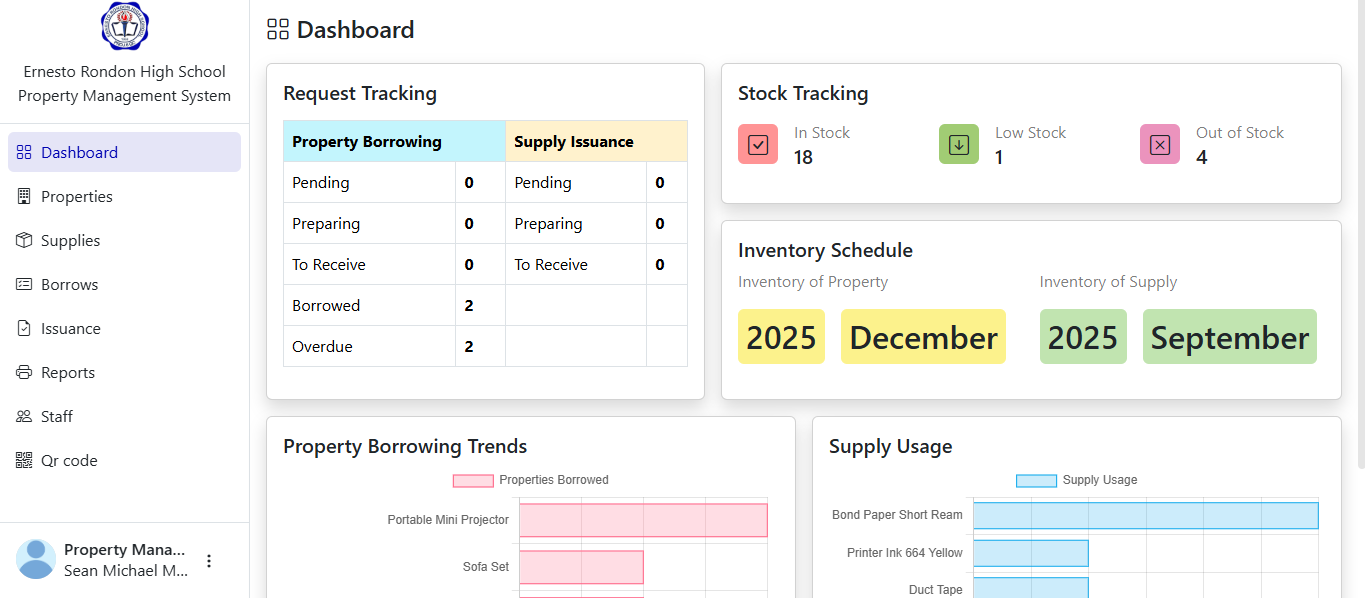 Ernesto Rondon High School
Property Management System
Dashboard
Properties
Supplies
Borrows
Issuance
Reports
Staff
Qr code
Property Mana...
Sean Michael M...
Dashboard
Request Tracking
Property Borrowing Supply Issuance
Pending 0 Pending 0
Preparing 0 Preparing 0
To Receive 0 To Receive 0
Borrowed 2
Overdue 2
Stock Tracking
In Stock
18
Low Stock
1
Out of Stock
4
Inventory Schedule
Inventory of Property
2025 December
Inventory of Supply
2025 September
Property Borrowing Trends
Properties Borrowed
Portable Mini Projector
Sofa Set
Supply Usage
Supply Usage
Bond Paper Short Ream
Printer Ink 664 Yellow
Duct Tape